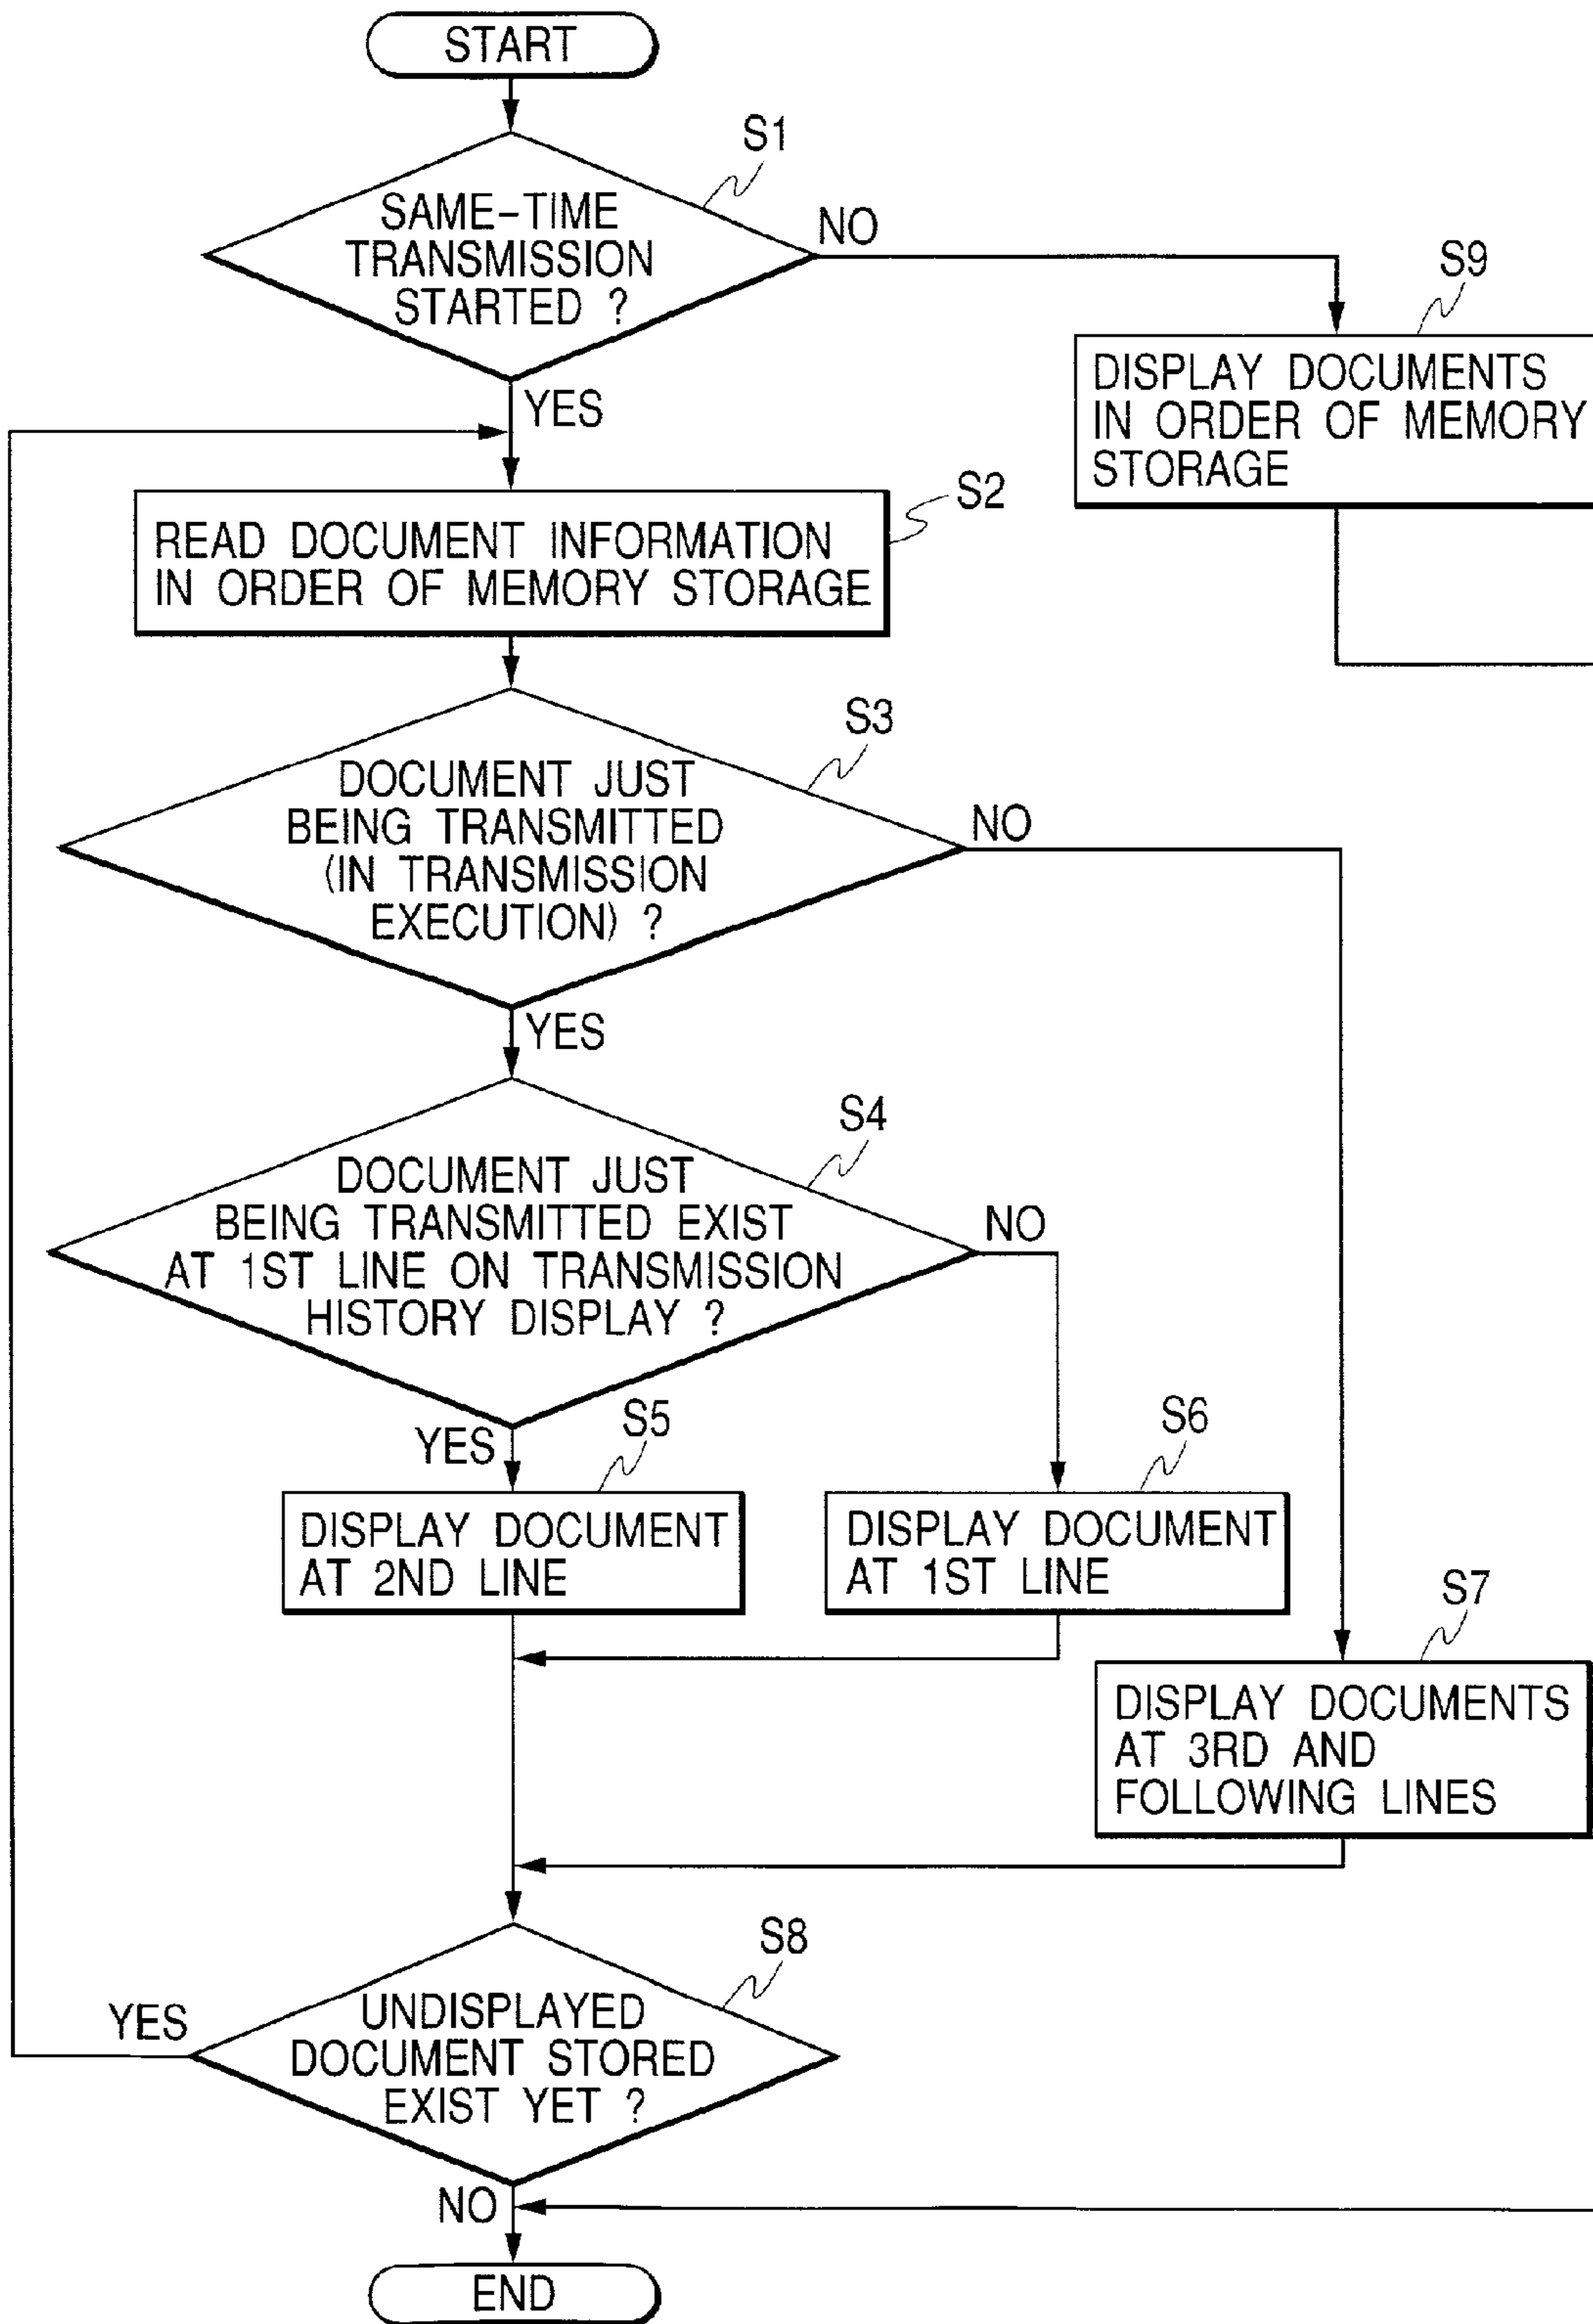 START
S1
SAME-TIME
TRANSMISSION
STARTED ?
NO
YES
S9
DISPLAY DOCUMENTS
IN ORDER OF MEMORY
STORAGE
S2
READ DOCUMENT INFORMATION
IN ORDER OF MEMORY STORAGE
S3
DOCUMENT JUST
BEING TRANSMITTED
(IN TRANSMISSION
EXECUTION) ?
NO
YES
S4
DOCUMENT JUST
BEING TRANSMITTED EXIST
AT 1ST LINE ON TRANSMISSION
HISTORY DISPLAY ?
NO
YES
S5
DISPLAY DOCUMENT
AT 2ND LINE
S6
DISPLAY DOCUMENT
AT 1ST LINE
S7
DISPLAY DOCUMENTS
AT 3RD AND
FOLLOWING LINES
S8
UNDISPLAYED
DOCUMENT STORED
EXIST YET ?
YES
NO
END